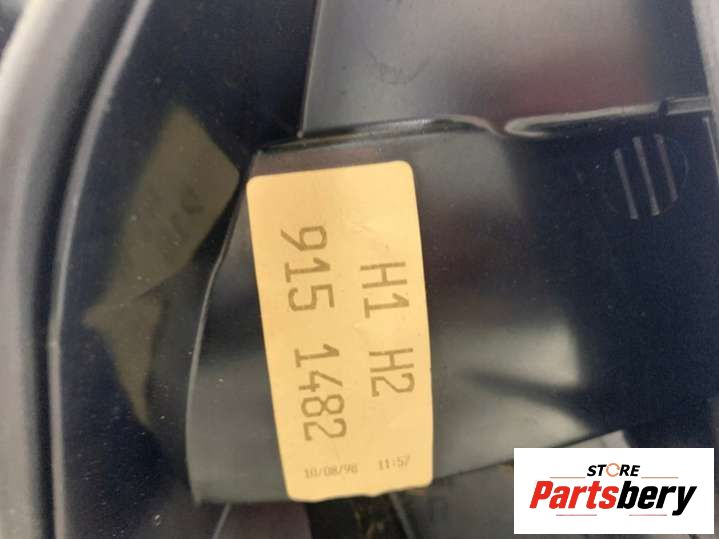 H1 H2
915 1482
10/08/98 11:57
STORE
Partsbery